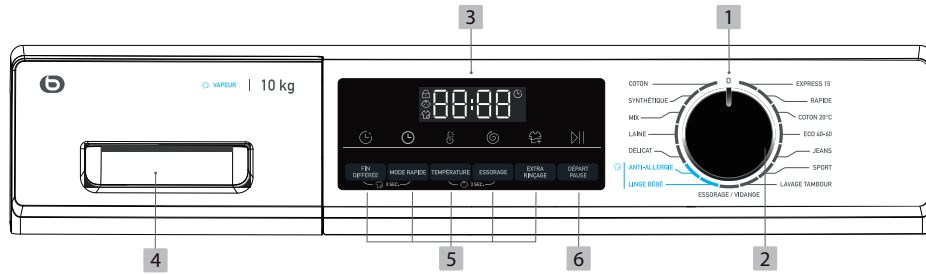 3
1
b
VAPEUR | 10 kg
88:88
FIN DIFFÉRÉE
MODE RAPIDE
TEMPÉRATURE
ESSORAGE
EXTRA RINÇAGE
DÉPART PAUSE
3 SEC.
3 SEC.
0
COTON
SYNTHÉTIQUE
MIX
LAINE
DÉLICAT
ANTI-ALLERGIE
LINGE BÉBÉ
EXPRESS 15'
RAPIDE
COTON 20°C
ECO 40-60
JEANS
SPORT
LAVAGE TAMBOUR
ESSORAGE / VIDANGE
4
5
6
2